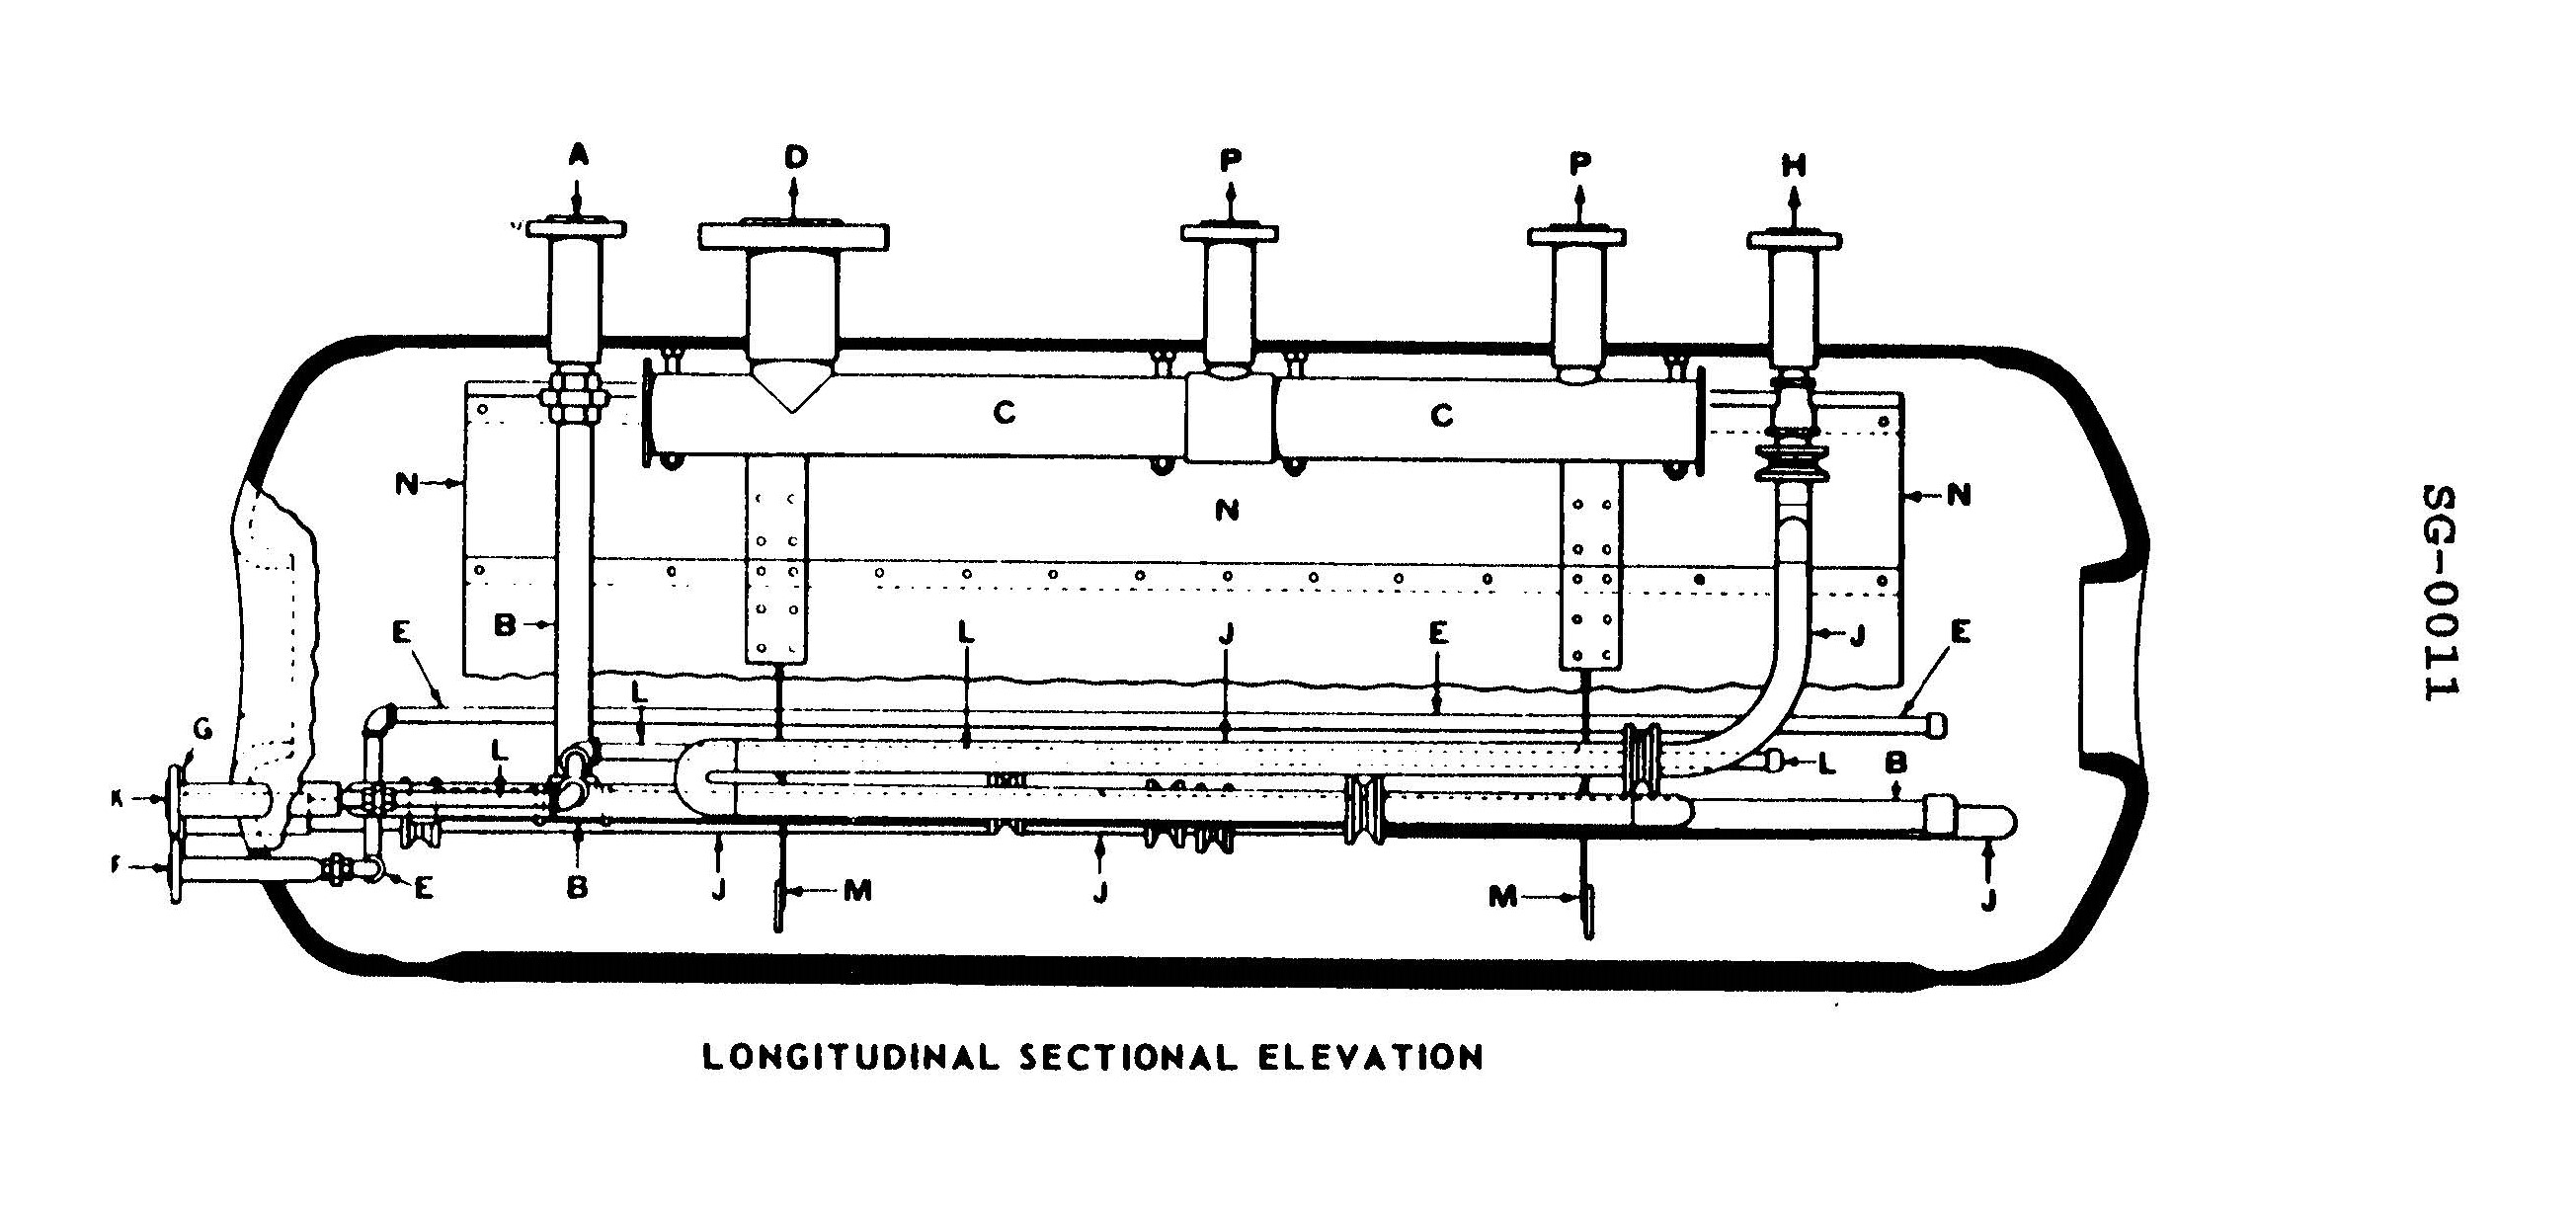 A D P P H
C C
N N N
E B L J E J E
L
G L L B
K
F E B J M J M J
LONGITUDINAL SECTIONAL ELEVATION
SG-0011